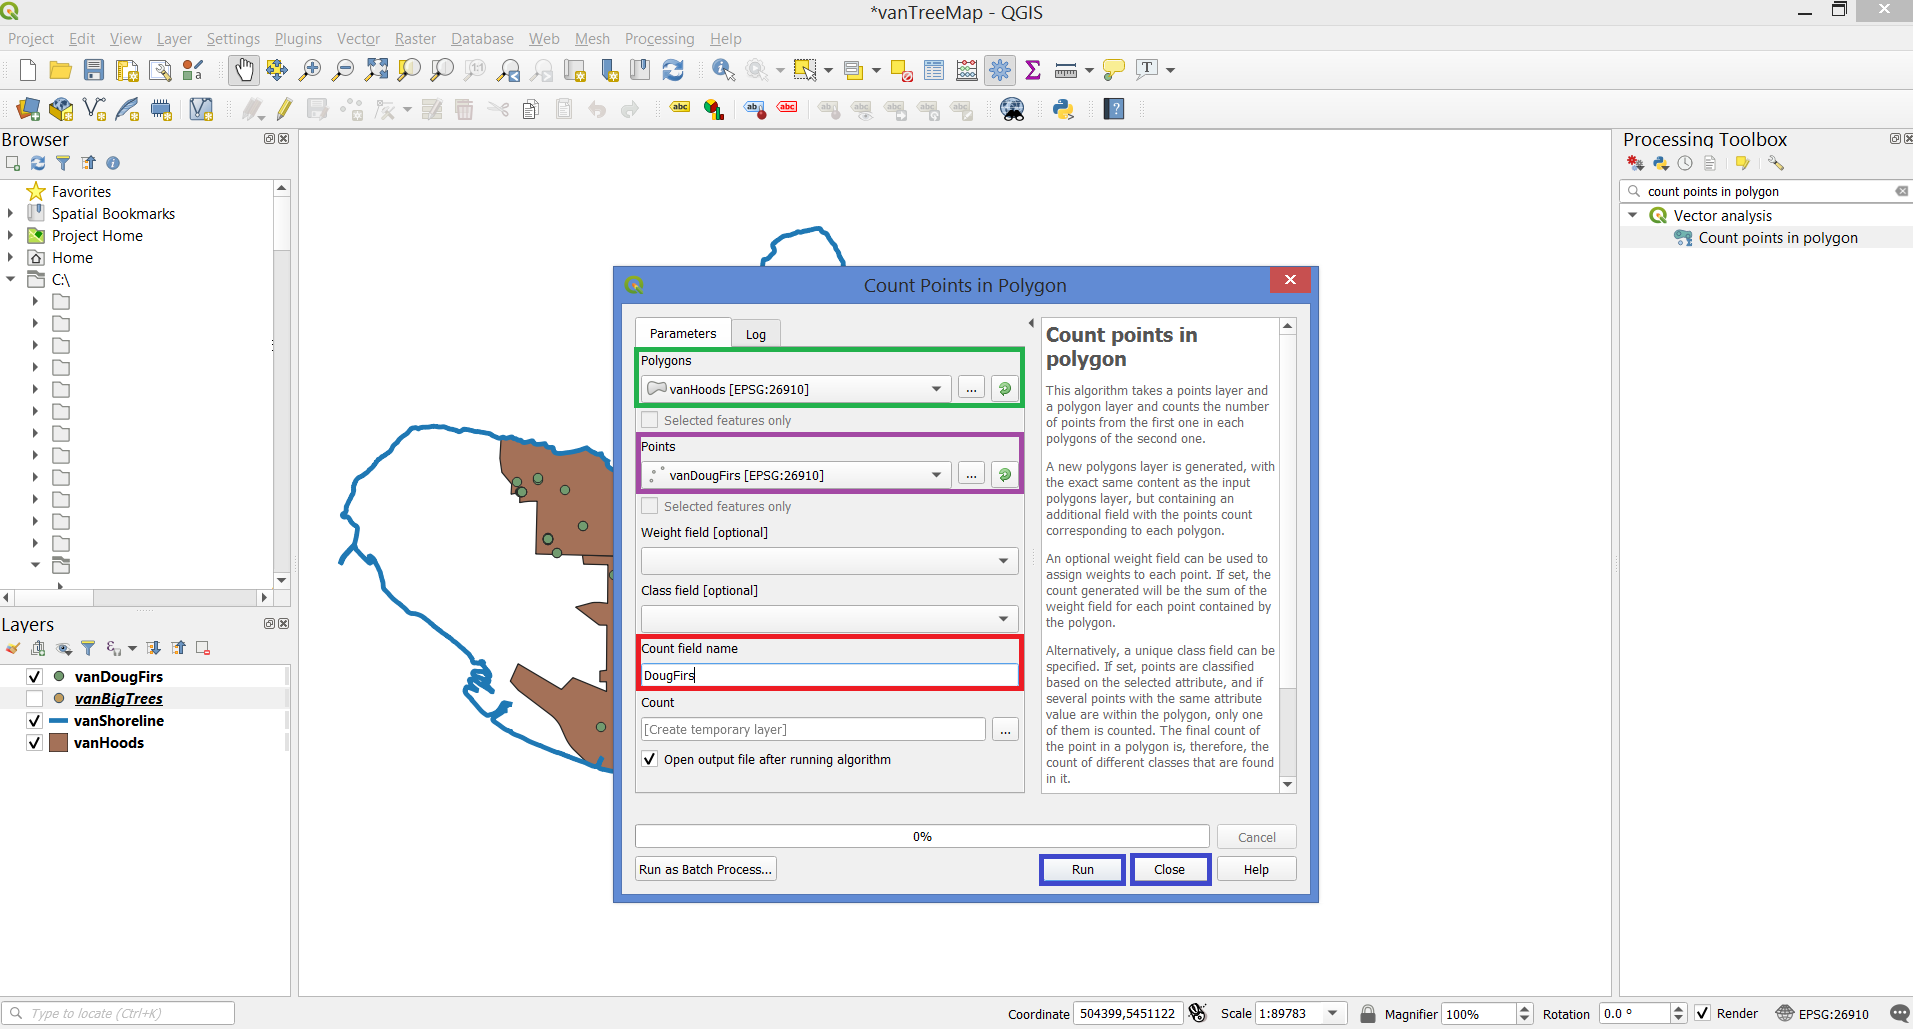 *vanTreeMap - QGIS
Project Edit View Layer Settings Plugins Vector Raster Database Web Mesh Processing Help
Browser
Favorites
Spatial Bookmarks
Project Home
Home
C:\
Layers
vanDougFirs
vanBigTrees
vanShoreline
vanHoods
Count Points in Polygon
Parameters
Log
Polygons
vanHoods [EPSG:26910]
...
Selected features only
Points
vanDougFirs [EPSG:26910]
...
Selected features only
Weight field [optional]
Class field [optional]
Count field name
DougFirs
Count
[Create temporary layer]
...
Open output file after running algorithm
Count points in
polygon
This algorithm takes a points layer and
a polygon layer and counts the number
of points from the first one in each
polygons of the second one.
A new polygons layer is generated, with
the exact same content as the input
polygons layer, but containing an
additional field with the points count
corresponding to each polygon.
An optional weight field can be used to
assign weights to each point. If set, the
count generated will be the sum of the
weight field for each point contained by
the polygon.
Alternatively, a unique class field can be
specified. If set, points are classified
based on the selected attribute, and if
several points with the same attribute
value are within the polygon, only one
of them is counted. The final count of
the point in a polygon is, therefore, the
count of different classes that are found
in it.
0%
Cancel
Run as Batch Process...
Run
Close
Help
Processing Toolbox
count points in polygon
Vector analysis
Count points in polygon
Type to locate (Ctrl+K)
Coordinate 504399,5451122 Scale 1:89783 Magnifier 100% Rotation 0.0 ° Render EPSG:26910